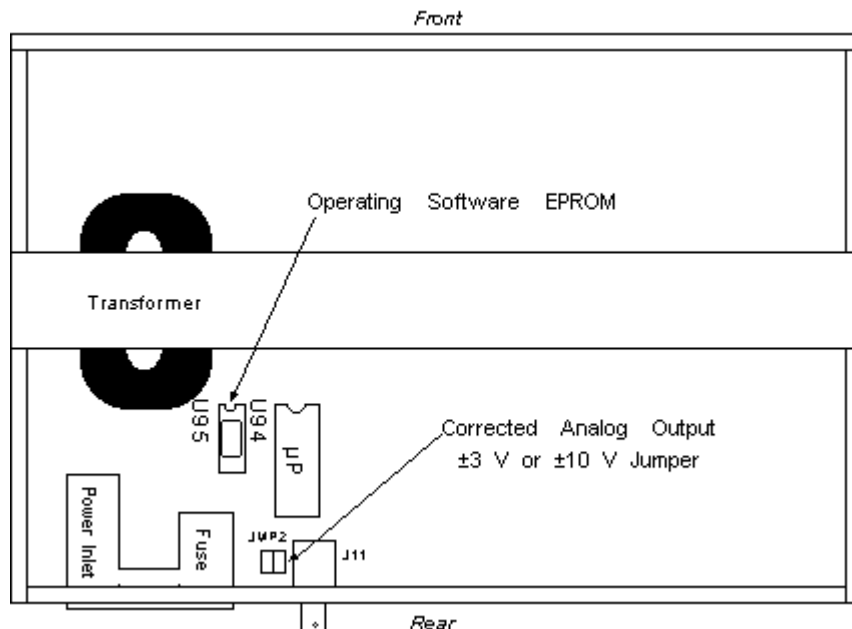 Front
Operating Software EPROM
Transformer
U95
U94
µP
Corrected Analog Output
±3 V or ±10 V Jumper
Power Inlet
Fuse
JMP2
J11
Rear